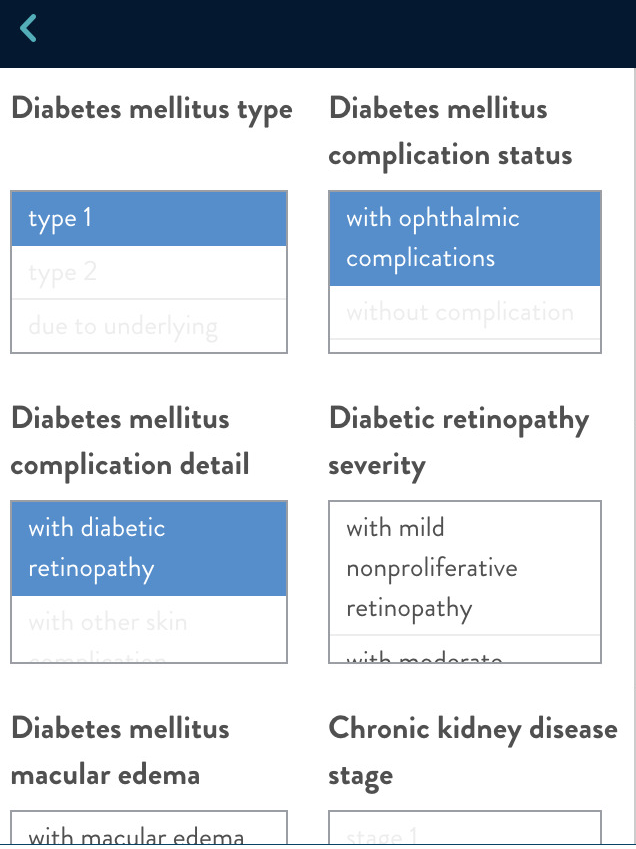 Diabetes mellitus type
type 1
type 2
due to underlying
Diabetes mellitus
complication status
with ophthalmic
complications
without complication
Diabetes mellitus
complication detail
with diabetic
retinopathy
with other skin
complication
Diabetic retinopathy
severity
with mild
nonproliferative
retinopathy
with moderate
Diabetes mellitus
macular edema
with macular edema
Chronic kidney disease
stage
stage 1